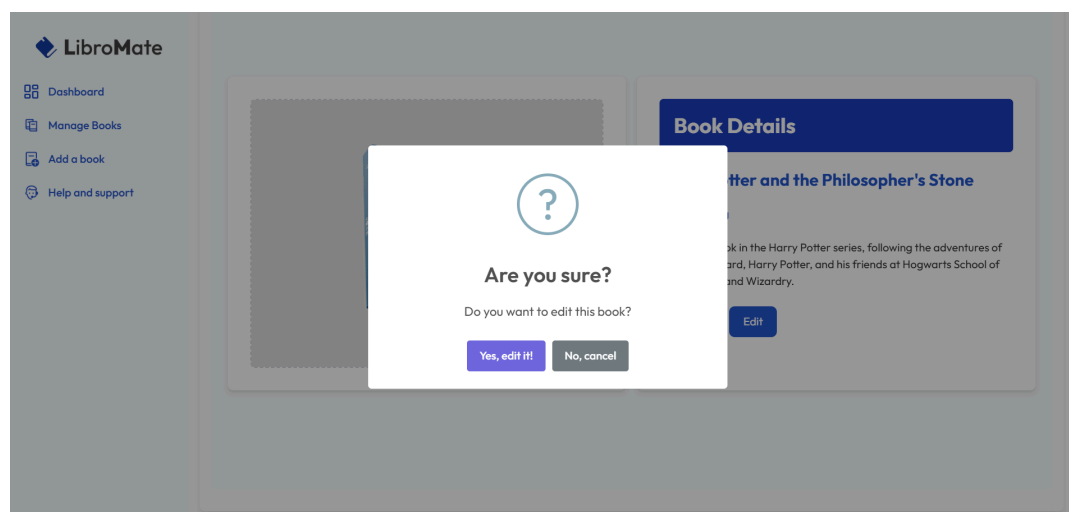 LibroMate
Dashboard
Manage Books
Add a book
Help and support
Book Details
tter and the Philosopher's Stone
in the Harry Potter series, following the adventures of
Harry Potter, and his friends at Hogwarts School of
and Wizardry.
Edit
?
Are you sure?
Do you want to edit this book?
Yes, edit it!
No, cancel